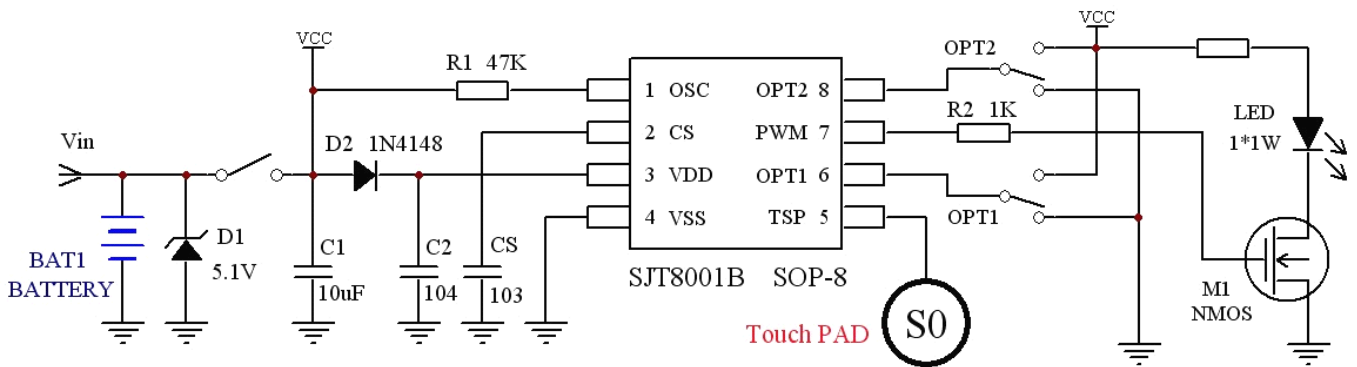 VCC
VCC
R1 47K
1 OSC
OPT2 8
OPT2
2 CS
PWM 7
R2 1K
LED
1*1W
Vin
D2 1N4148
3 VDD
OPT1 6
4 VSS
TSP 5
OPT1
D1
5.1V
C1
10uF
C2
104
CS
103
SJT8001B SOP-8
BAT1
BATTERY
M1
NMOS
Touch PAD
S0